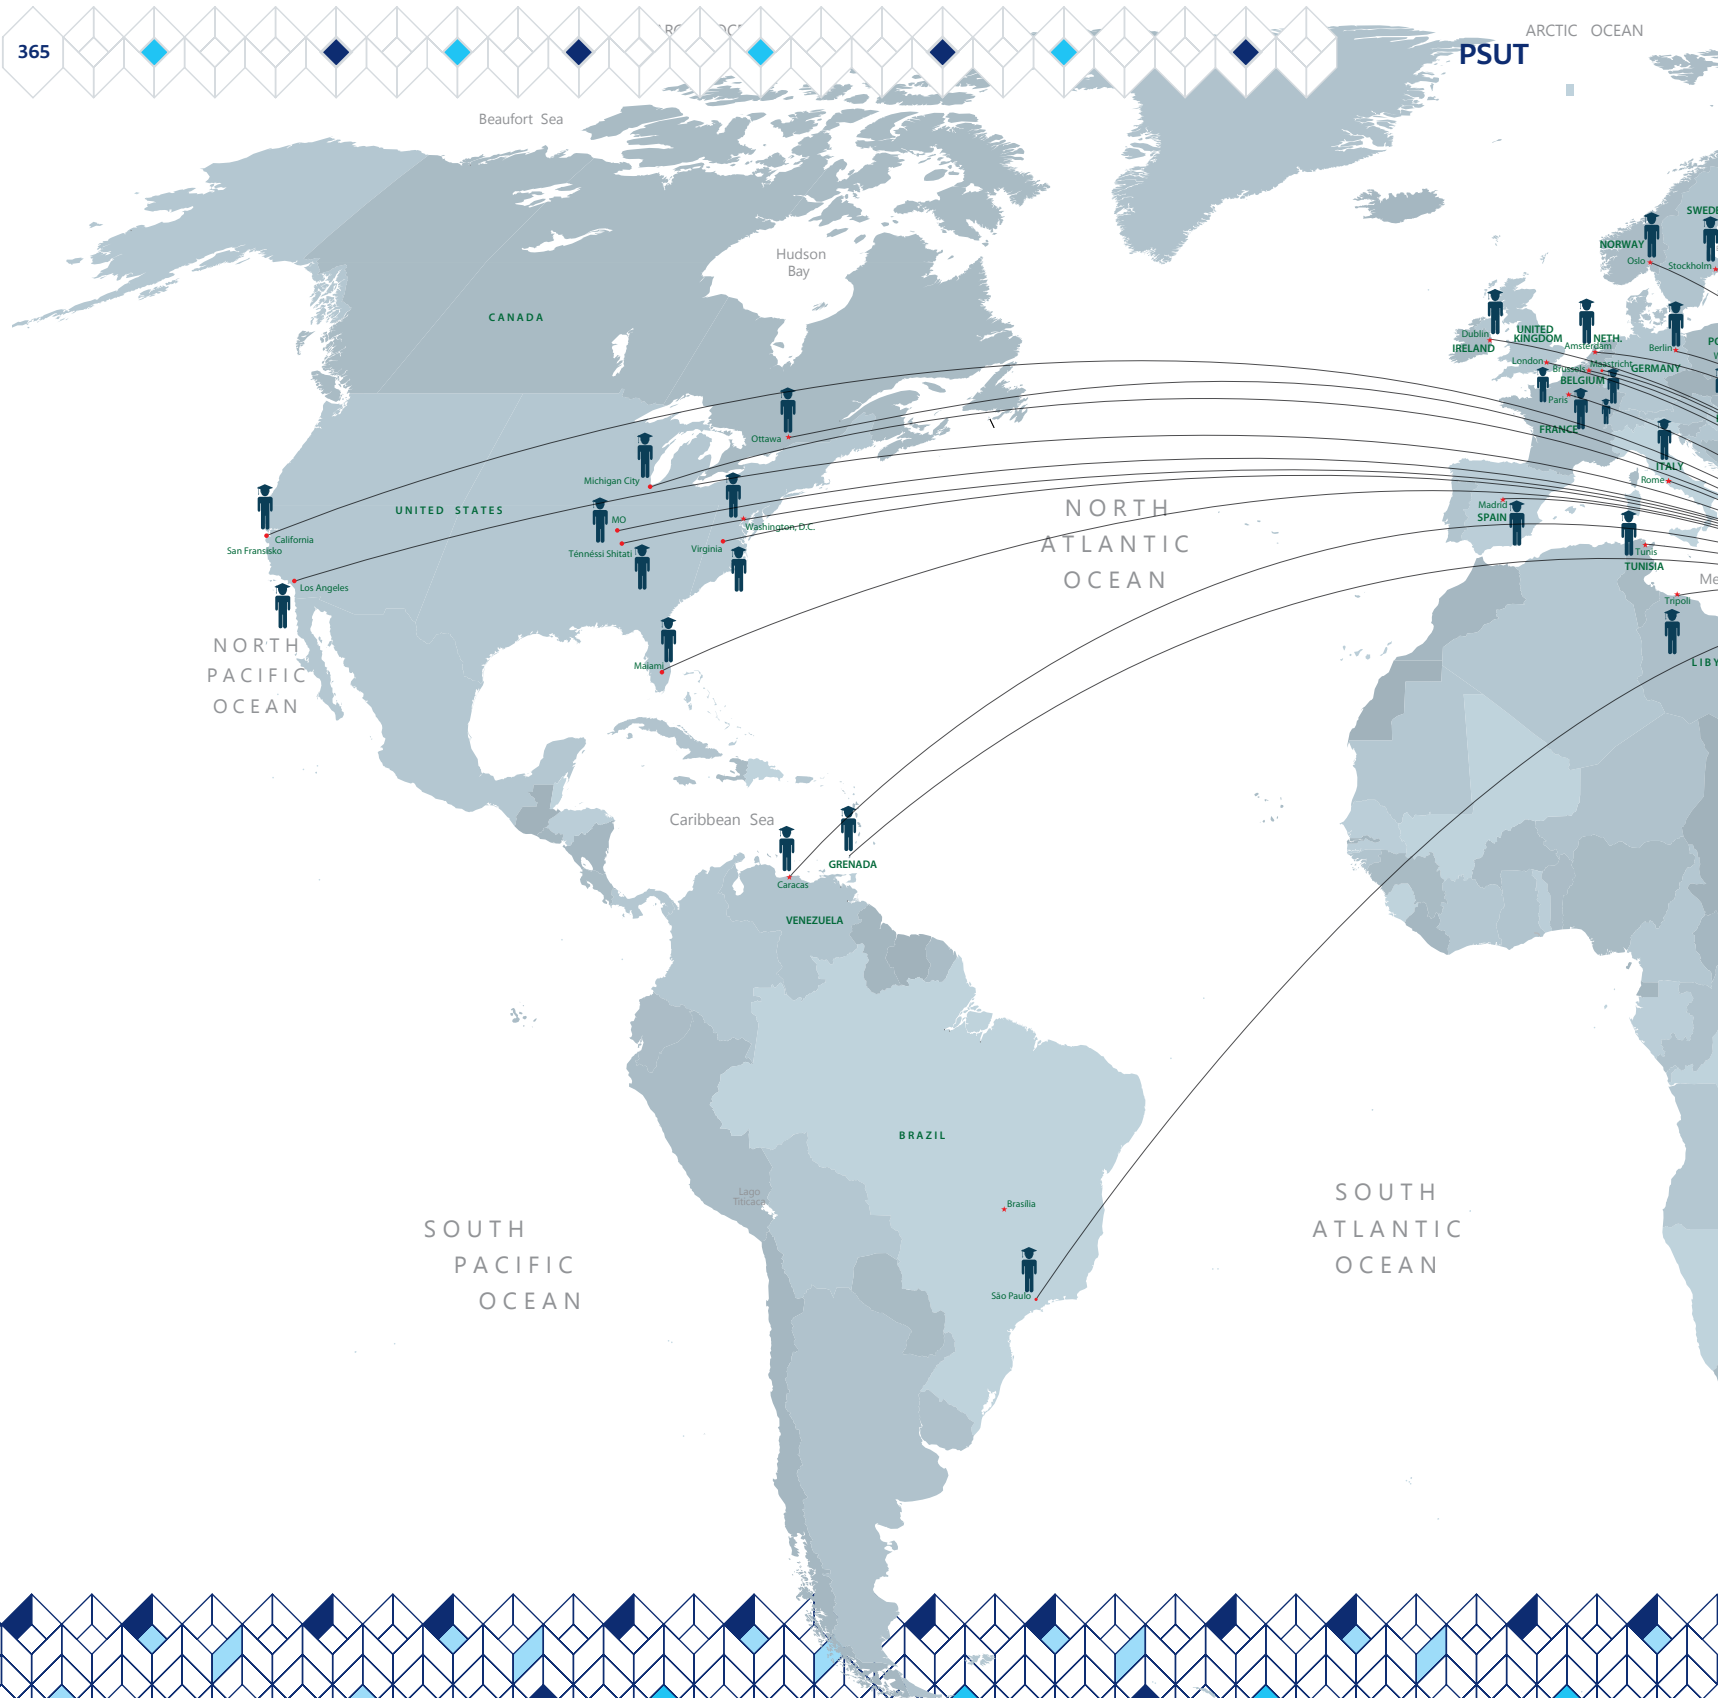 365
PSUT
ARCTIC OCEAN
Beaufort Sea
Hudson
Bay
CANADA
NORWAY
Oslo
Stockholm
Dublin
IRELAND
UNITED
KINGDOM
London
NETH.
Amsterdam
Berlin
Brussels
Maastricht
GERMANY
BELGIUM
Paris
FRANCE
ITALY
Rome
Madrid
SPAIN
Tunis
TUNISIA
Tripoli
Ottawa
Michigan City
UNITED STATES
MO
Washington, D.C.
Ténnéssi Shitati
Virginia
California
San Fransisko
Los Angeles
Maiami
NORTH
PACIFIC
OCEAN
NORTH
ATLANTIC
OCEAN
Caribbean Sea
GRENADA
Caracas
VENEZUELA
BRAZIL
Lago
Titicaca
Brasília
São Paulo
SOUTH
PACIFIC
OCEAN
SOUTH
ATLANTIC
OCEAN